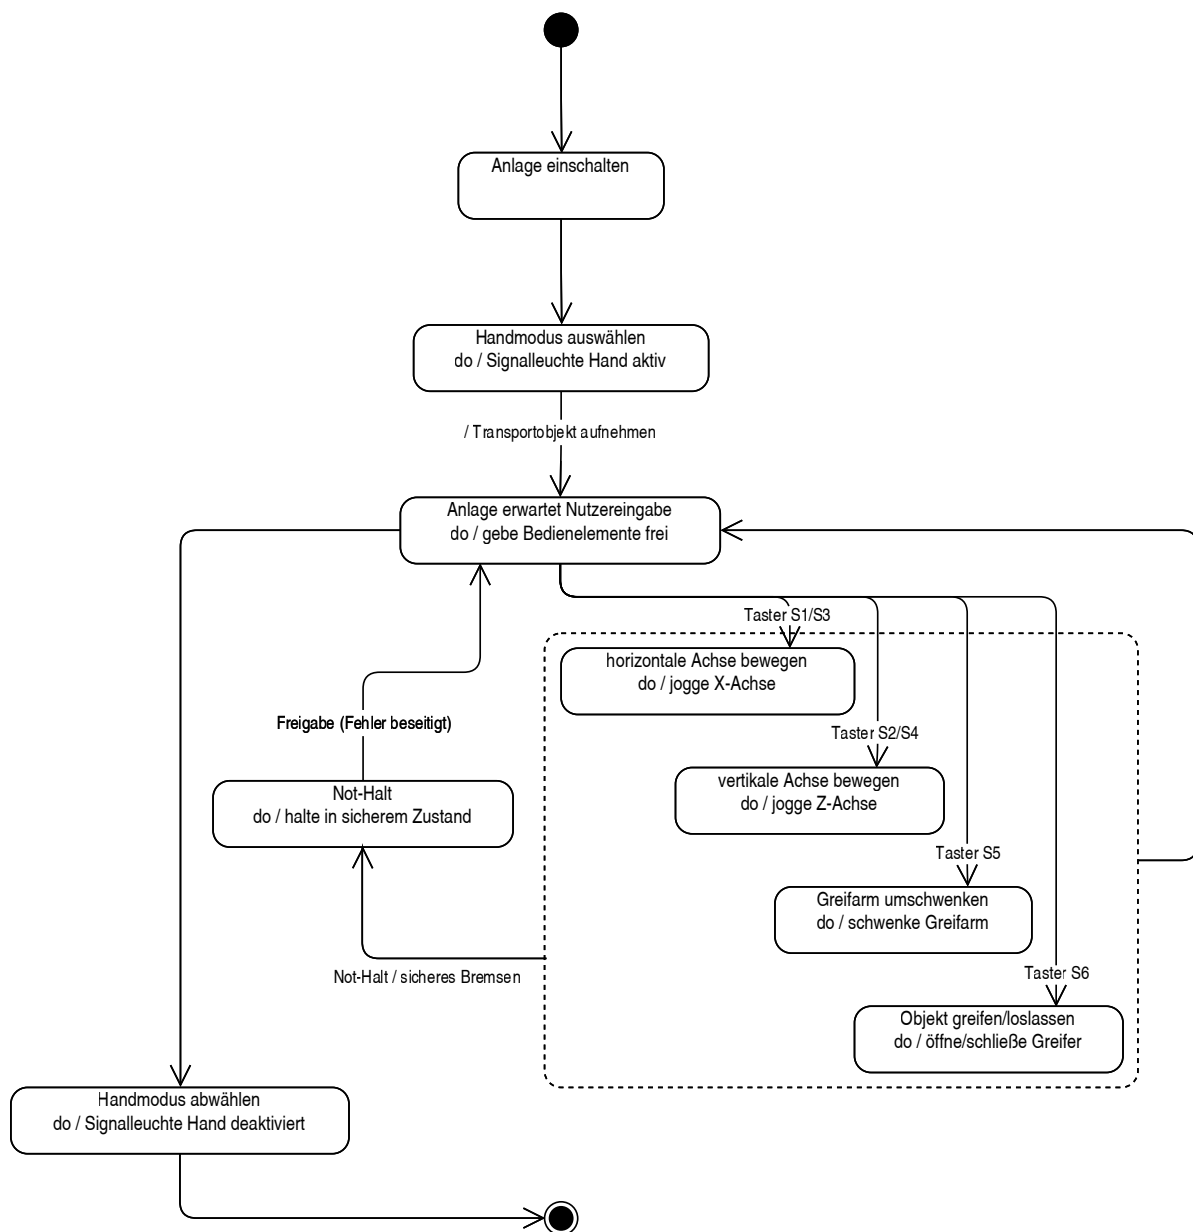 Anlage einschalten
Handmodus auswählen
do / Signalleuchte Hand aktiv
/ Transportobjekt aufnehmen
Anlage erwartet Nutzereingabe
do / gebe Bedienelemente frei
Taster S1/S3
horizontale Achse bewegen
do / jogge X-Achse
Freigabe (Fehler beseitigt)
Taster S2/S4
vertikale Achse bewegen
do / jogge Z-Achse
Not-Halt
do / halte in sicherem Zustand
Taster S5
Greifarm umschwenken
do / schwenke Greifarm
Not-Halt / sicheres Bremsen
Taster S6
Objekt greifen/loslassen
do / öffne/schließe Greifer
Handmodus abwählen
do / Signalleuchte Hand deaktiviert